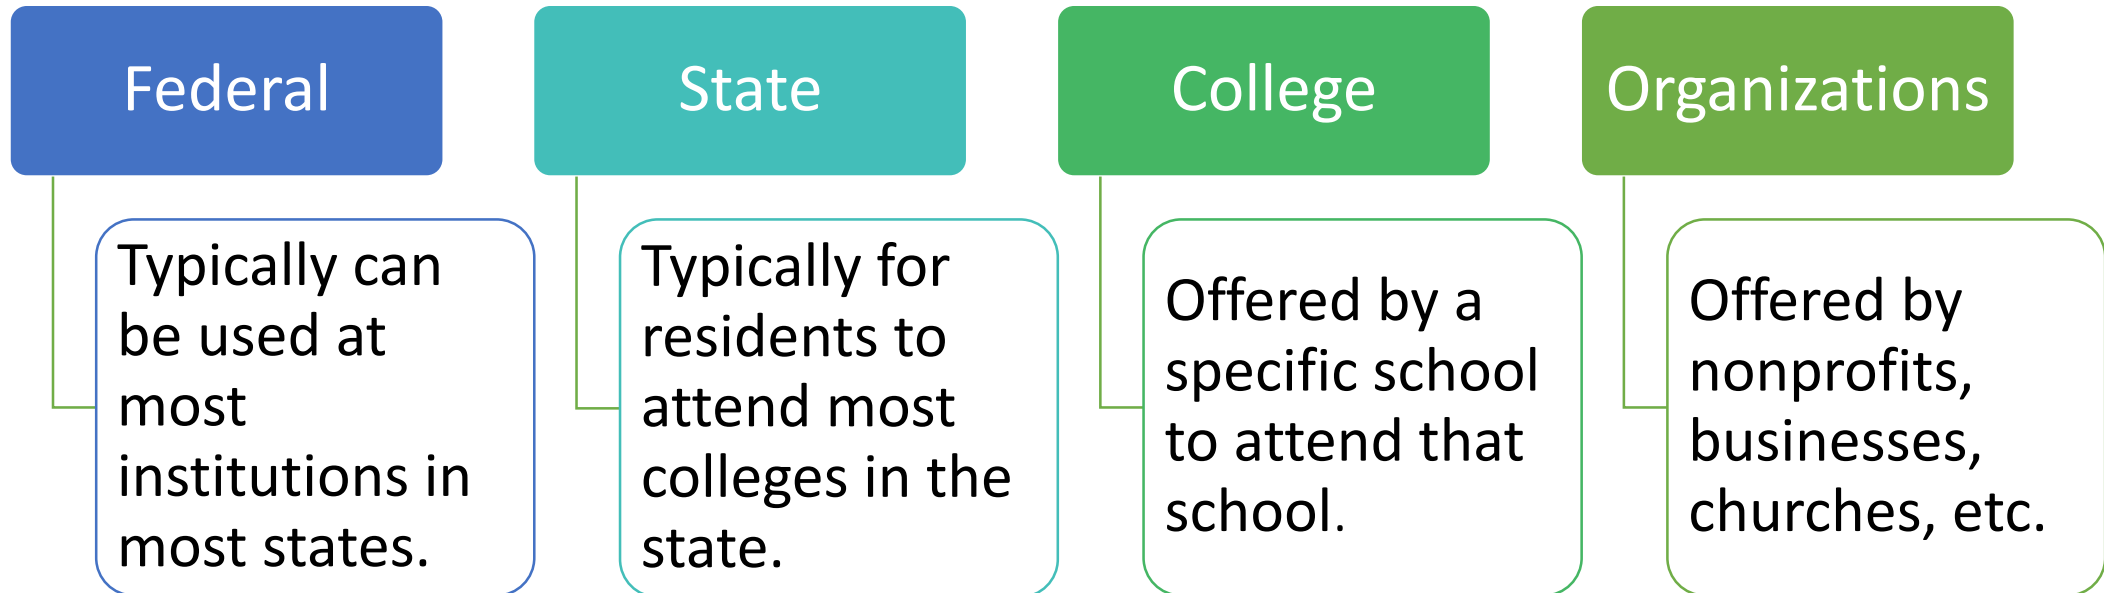 Federal
Typically can
be used at
most
institutions in
most states.
State
Typically for
residents to
attend most
colleges in the
state.
College
Offered by a
specific school
to attend that
school.
Organizations
Offered by
nonprofits,
businesses,
churches, etc.